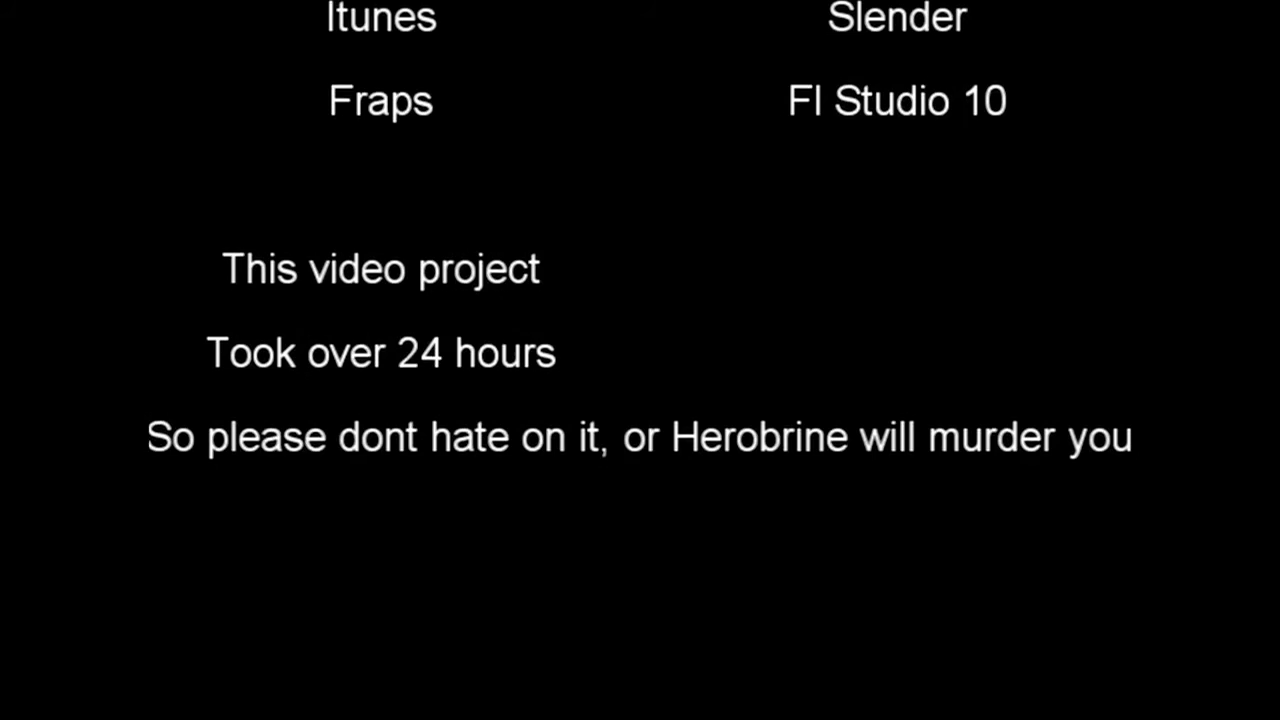 Itunes Slender
Fraps Fl Studio 10
This video project
Took over 24 hours
So please dont hate on it, or Herobrine will murder you